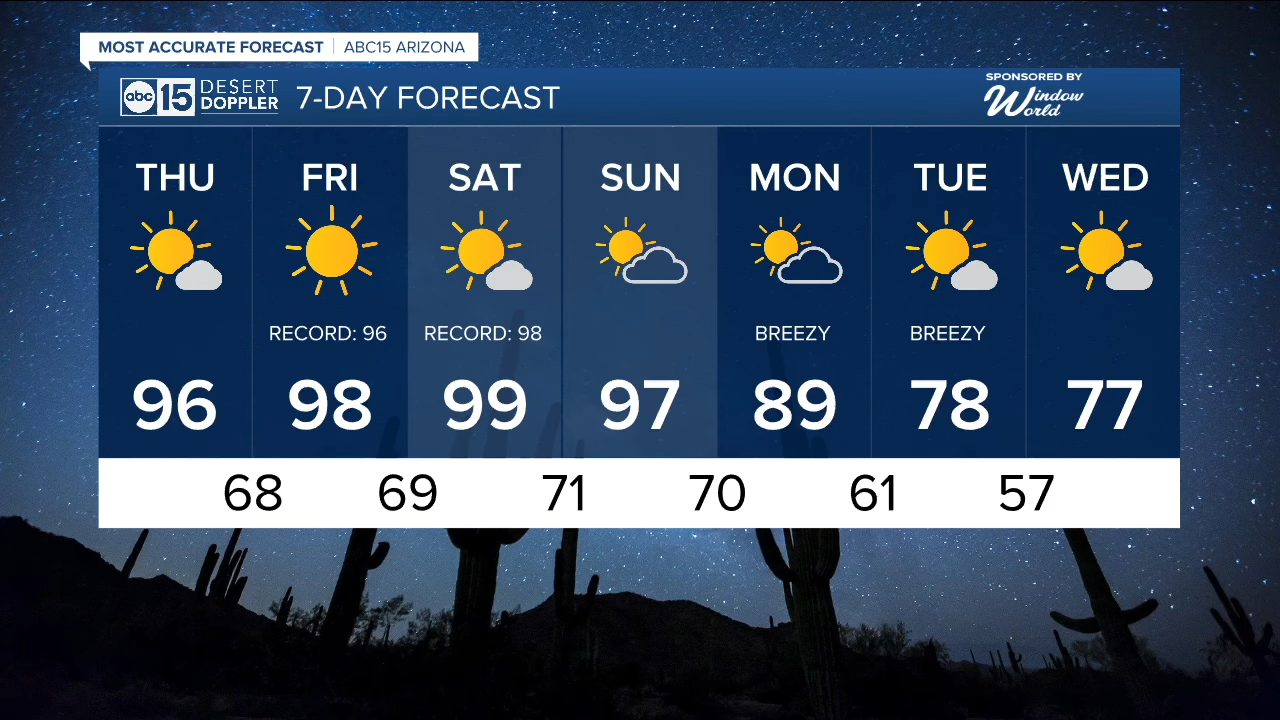 MOST ACCURATE FORECAST | ABC15 ARIZONA
abc 15 DESERT DOPPLER 7-DAY FORECAST
SPONSORED BY
Window World
THU FRI SAT SUN MON TUE WED
RECORD: 96 RECORD: 98 BREEZY BREEZY
96 98 99 97 89 78 77
68 69 71 70 61 57